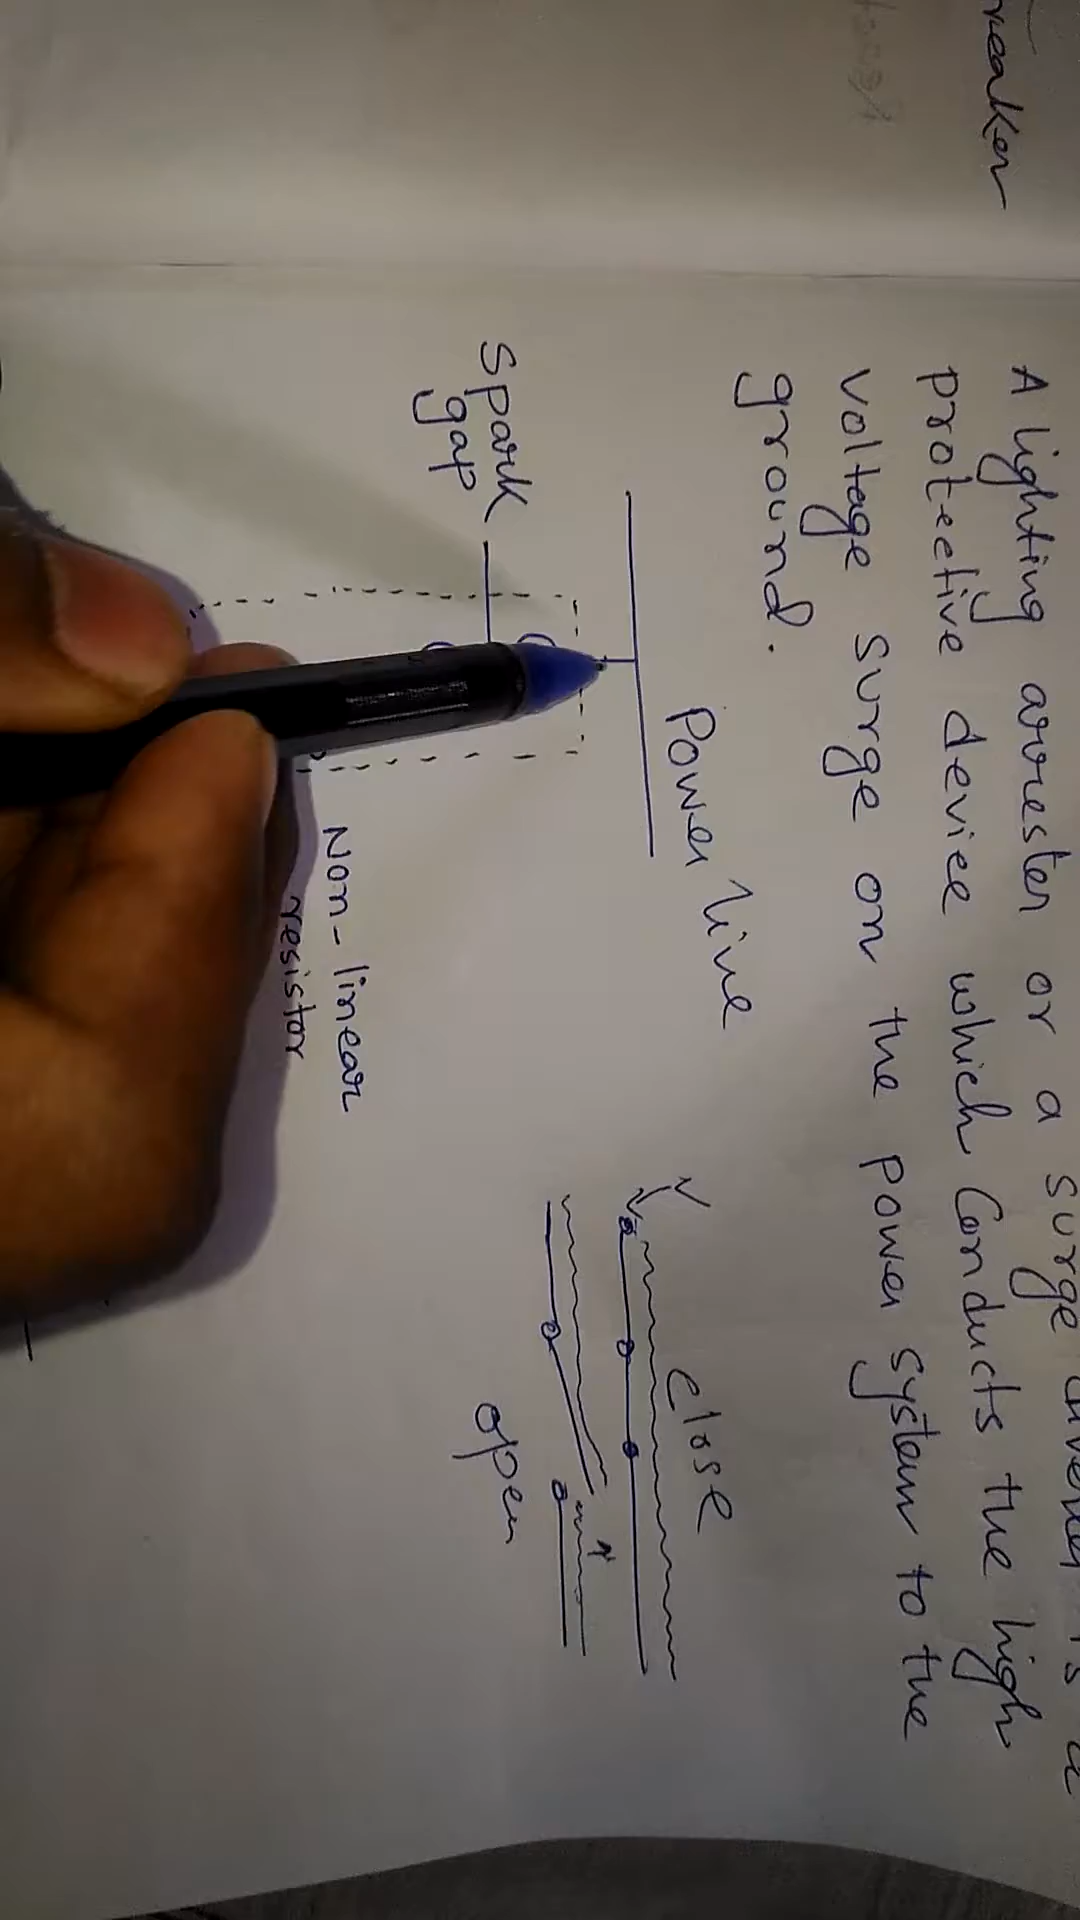 reaker
A lighting arrester or a surge
protective device which Conducts the high
voltage surge on the power system to the
ground.
Power line
close
Spark
gap
open
Non-linear
resistor